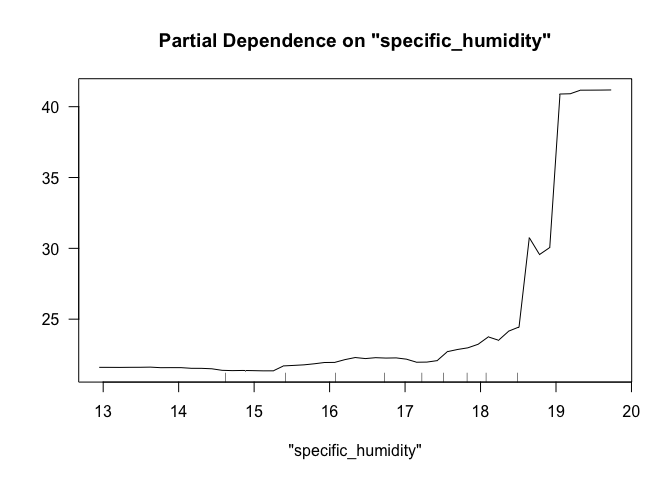 Partial Dependence on "specific_humidity"
40
35
30
25
13 14 15 16 17 18 19 20
"specific_humidity"